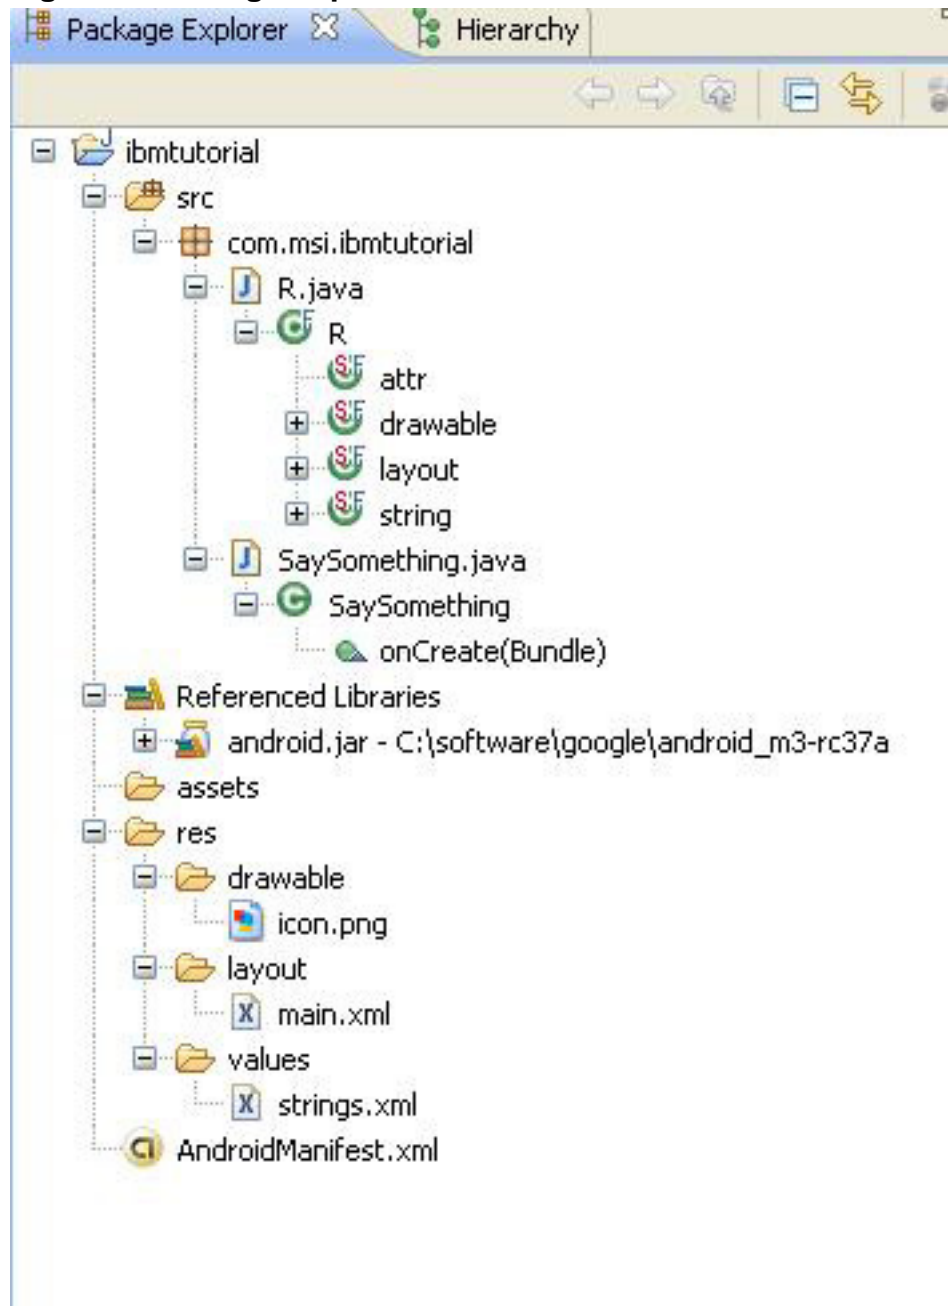 Package Explorer
Hierarchy
ibmtutorial
src
com.msi.ibmtutorial
R.java
R
attr
drawable
layout
string
SaySomething.java
SaySomething
onCreate(Bundle)
Referenced Libraries
android.jar - C:\software\google\android_m3-rc37a
assets
res
drawable
icon.png
layout
main.xml
values
strings.xml
AndroidManifest.xml